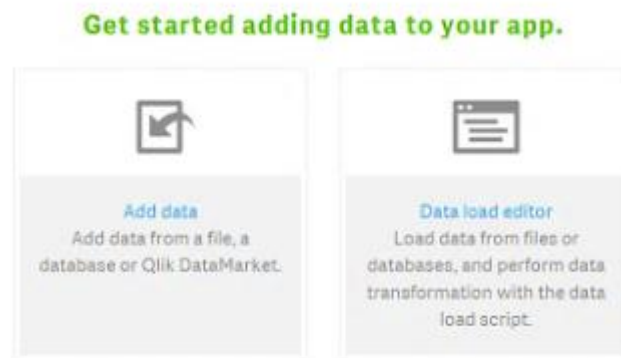 Get started adding data to your app.
Add data
Add data from a file, a
database or Qlik DataMarket.
Data load editor
Load data from files or
databases, and perform data
transformation with the data
load script.